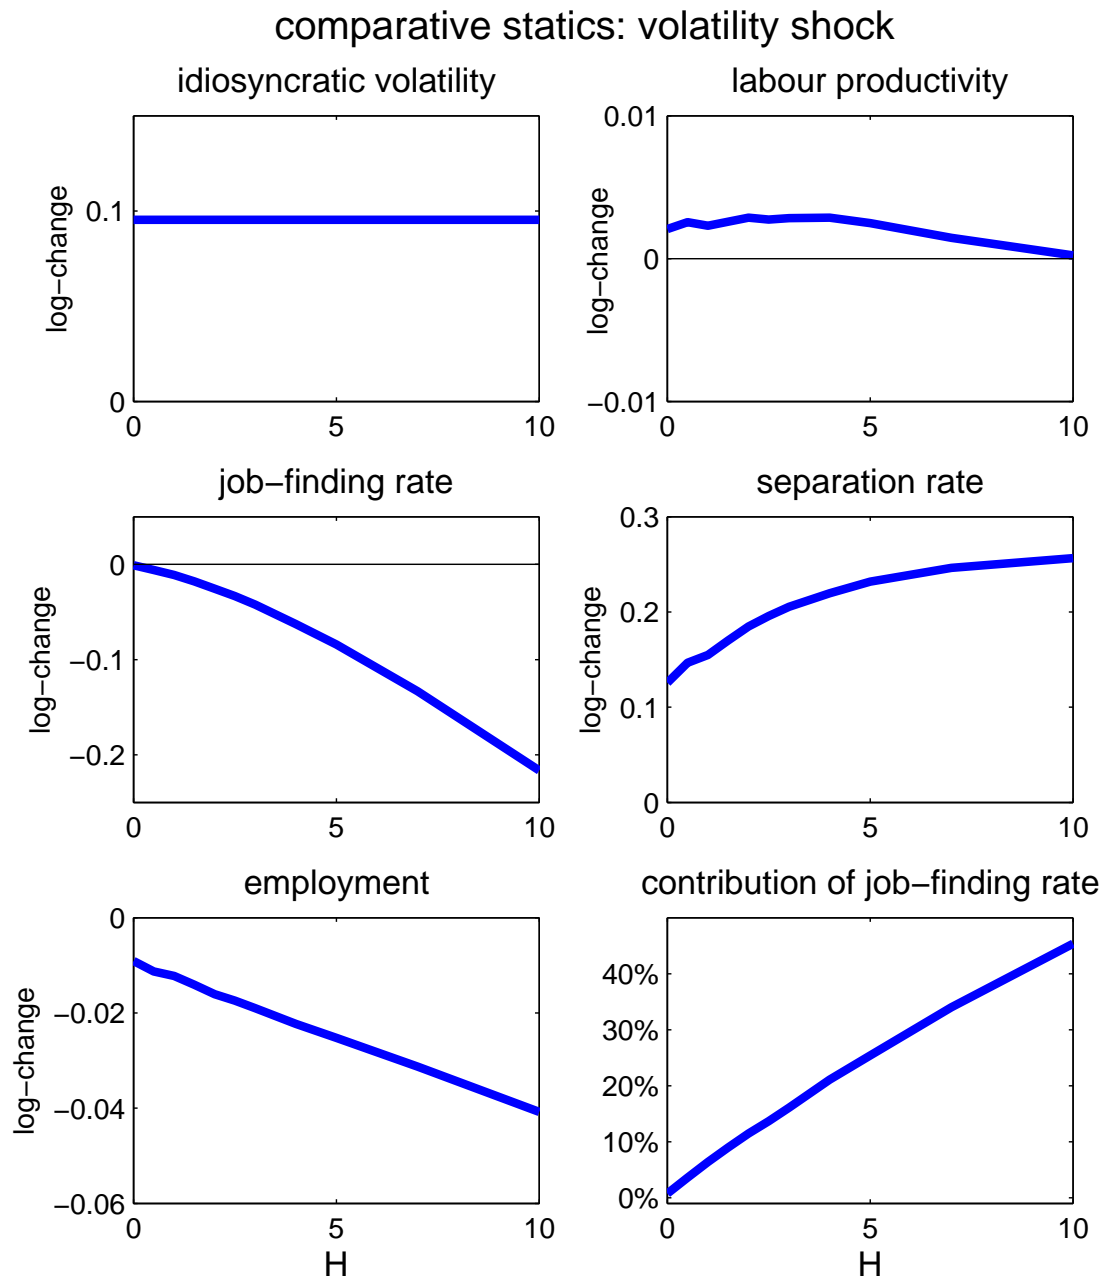 comparative statics: volatility shock
idiosyncratic volatility
log−change
0.1
0
0
5
10
labour productivity
log−change
0.01
0
−0.01
0
5
10
job−finding rate
log−change
0
−0.1
−0.2
0
5
10
separation rate
log−change
0.3
0.2
0.1
0
0
5
10
employment
log−change
0
−0.02
−0.04
−0.06
0
5
10
H
contribution of job−finding rate
40%
30%
20%
10%
0%
0
5
10
H